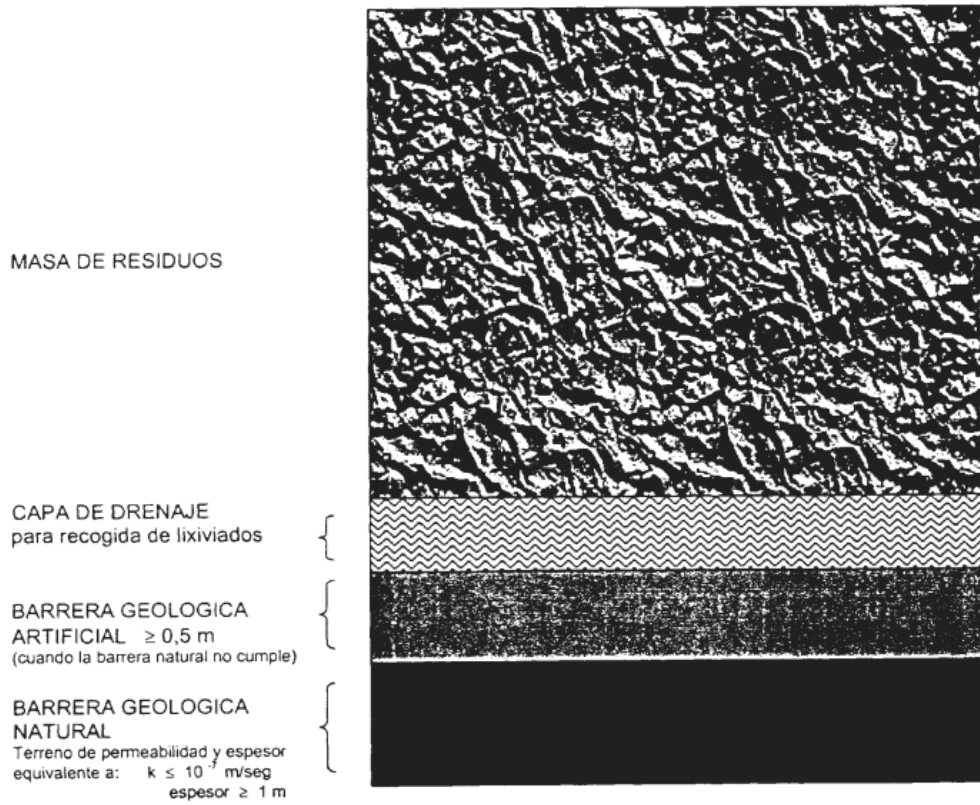 MASA DE RESIDUOS
CAPA DE DRENAJE
para recogida de lixiviados
BARRERA GEOLOGICA
ARTIFICIAL ≥ 0,5 m
(cuando la barrera natural no cumple)
BARRERA GEOLOGICA
NATURAL
Terreno de permeabilidad y espesor
equivalente a: k ≤ 10⁻⁷ m/seg
espesor ≥ 1 m